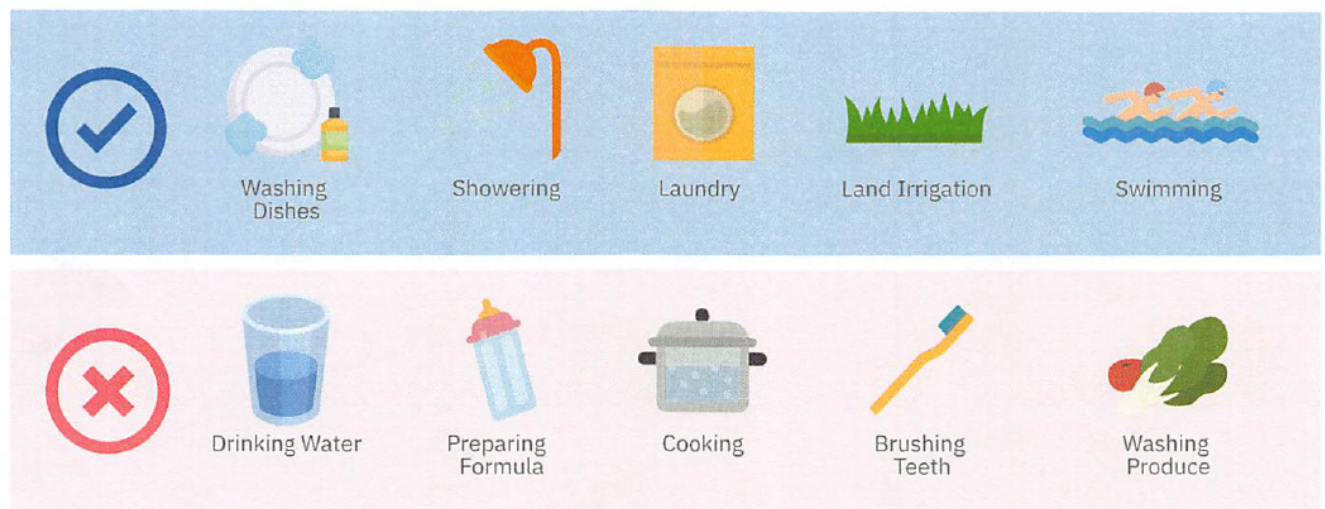 Washing
Dishes
Showering
Laundry
Land Irrigation
Swimming
Drinking Water
Preparing
Formula
Cooking
Brushing
Teeth
Washing
Produce